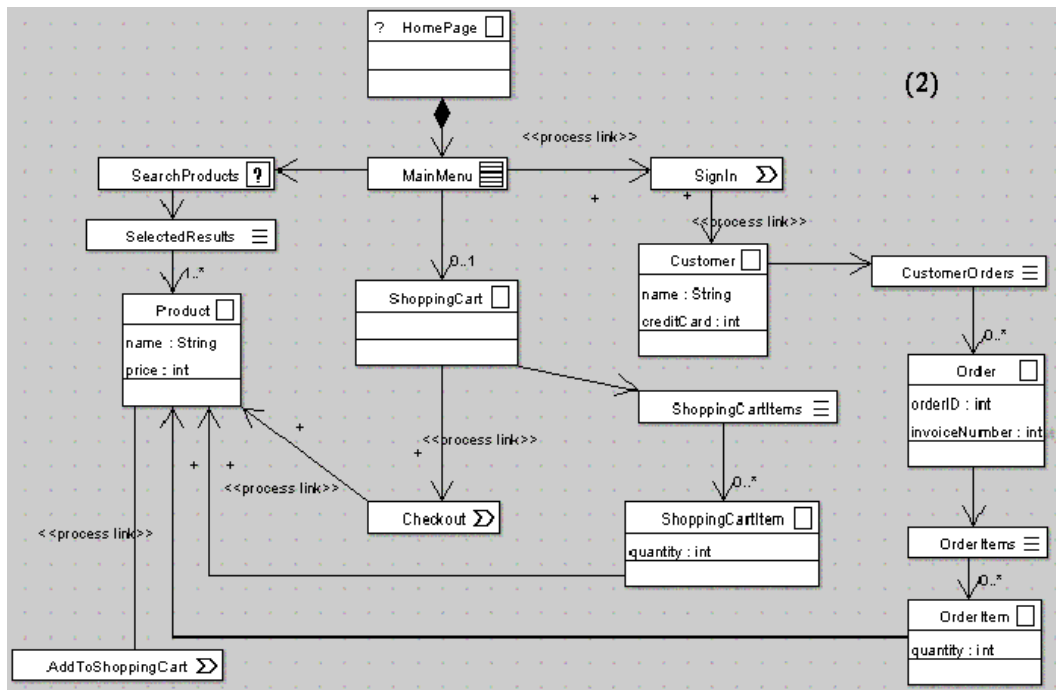 ? HomePage
(2)
<<process link>>
SearchProducts ?
MainMenu
SignIn
+
+
<<process link>>
SelectedResults
1..*
0..1
Customer
name : String
creditCard : int
CustomerOrders
0..*
Product
name : String
price : int
ShoppingCart
Order
orderID : int
invoiceNumber : int
ShoppingCartItems
+
<<process link>>
+
+
+
0..*
<<process link>>
Checkout
ShoppingCartItem
quantity : int
<<process link>>
OrderItems
0..*
OrderItem
quantity : int
AddToShoppingCart